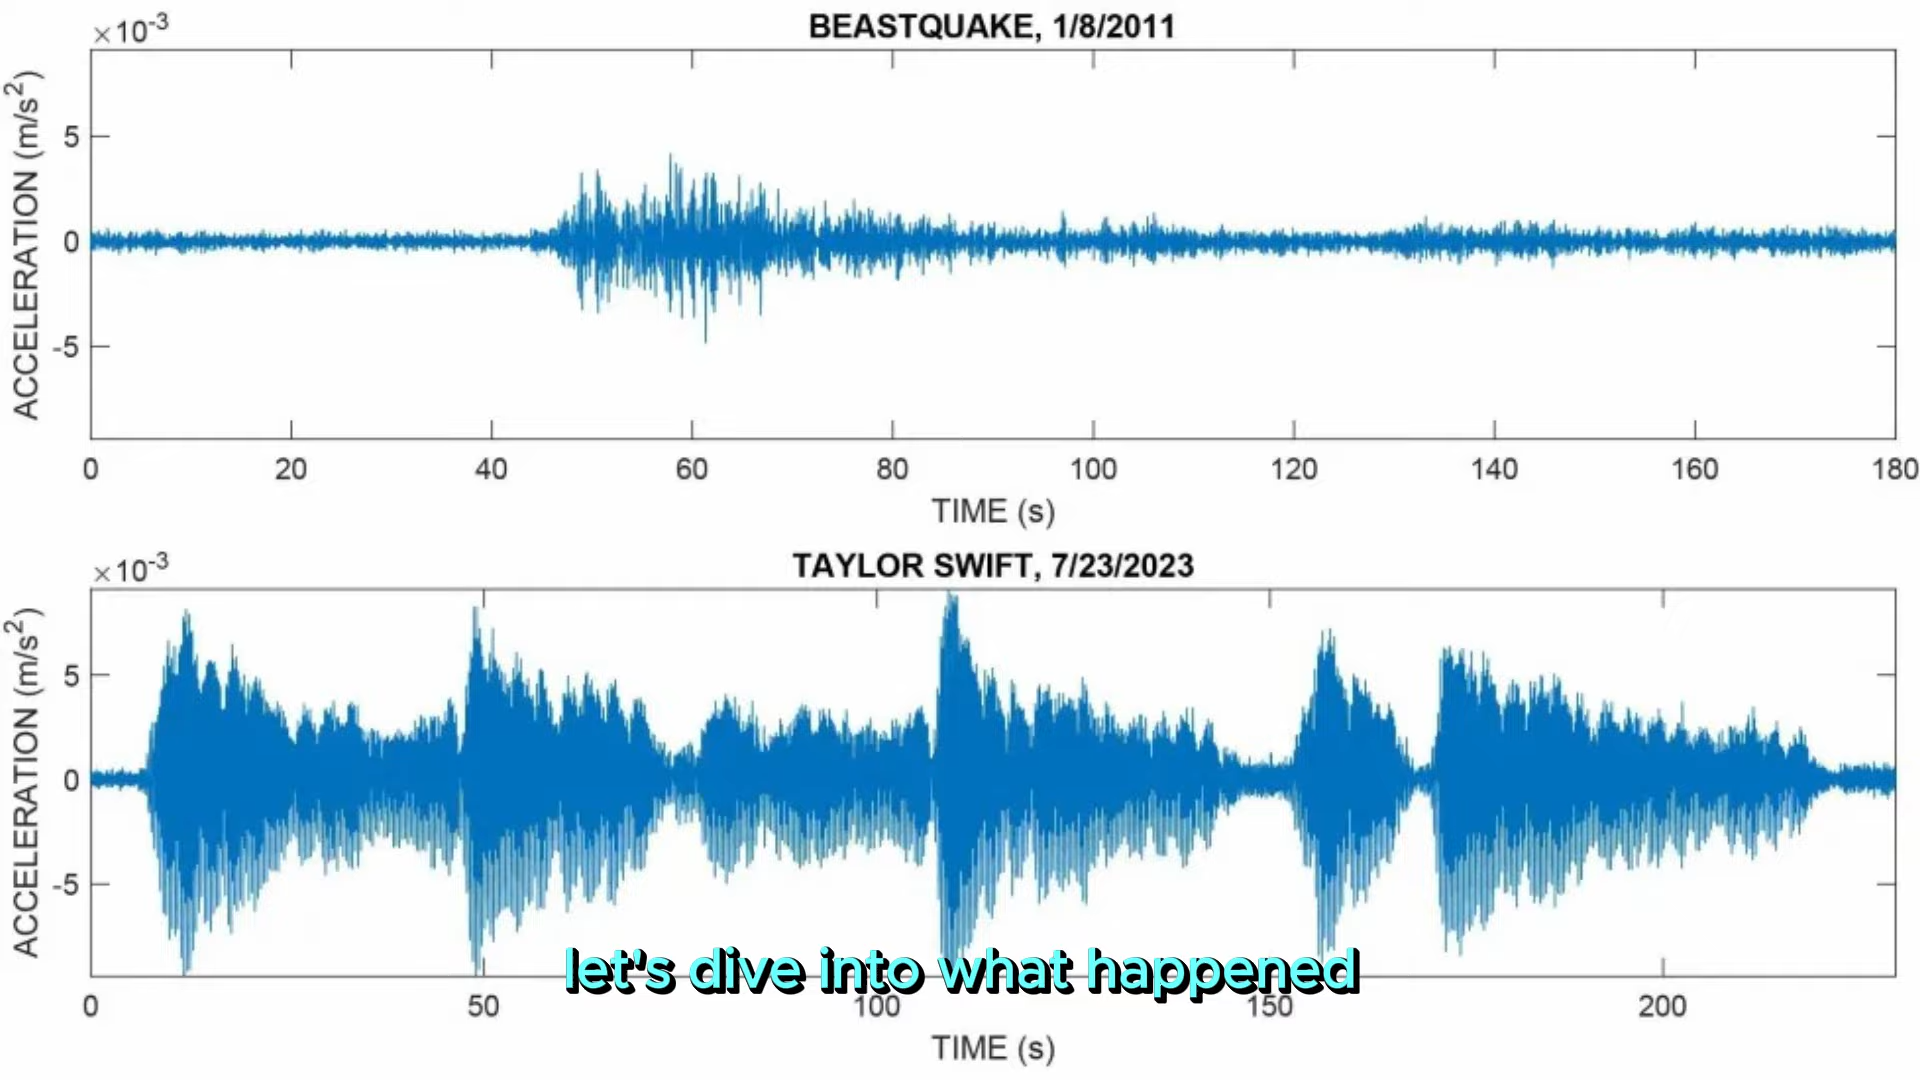 BEASTQUAKE, 1/8/2011
×10-3
ACCELERATION (m/s2)
5
0
-5
0 20 40 60 80 100 120 140 160 180
TIME (s)
TAYLOR SWIFT, 7/23/2023
×10-3
ACCELERATION (m/s2)
5
0
-5
let's dive into what happened
0 50 100 150 200
TIME (s)